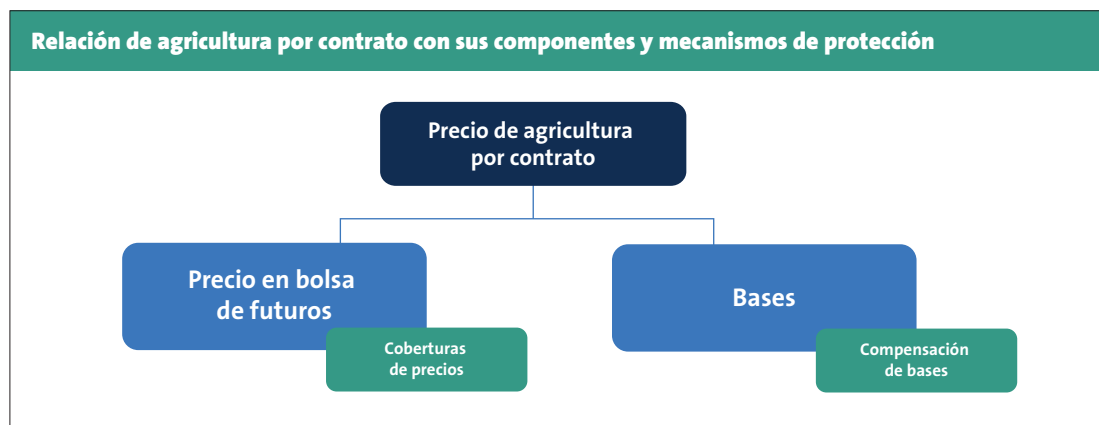 Relación de agricultura por contrato con sus componentes y mecanismos de protección
Precio de agricultura
por contrato
Precio en bolsa
de futuros
Coberturas
de precios
Bases
Compensación
de bases